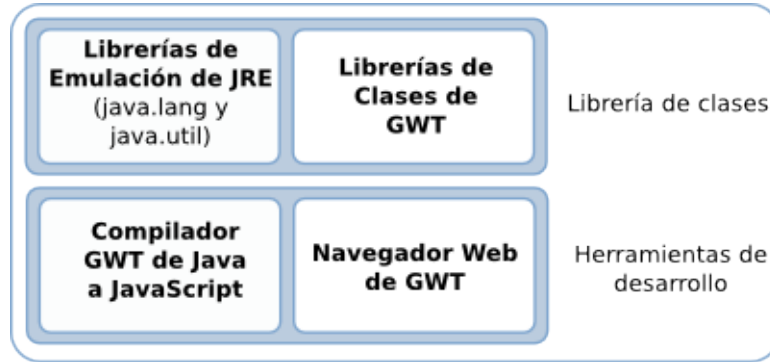 Librerías de
Emulación de JRE
(java.lang y
java.util)
Librerías de
Clases de
GWT
Librería de clases
Compilador
GWT de Java
a JavaScript
Navegador Web
de GWT
Herramientas de
desarrollo